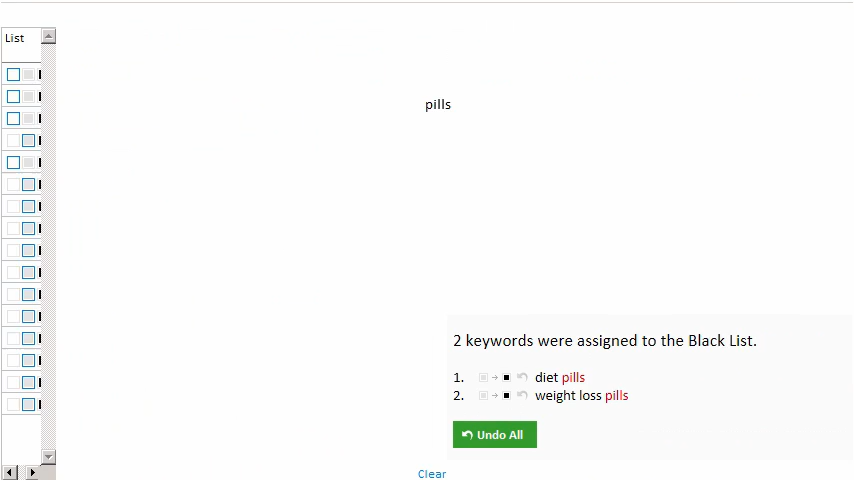 List
pills
2 keywords were assigned to the Black List.
1. diet pills
2. weight loss pills
Undo All
Clear